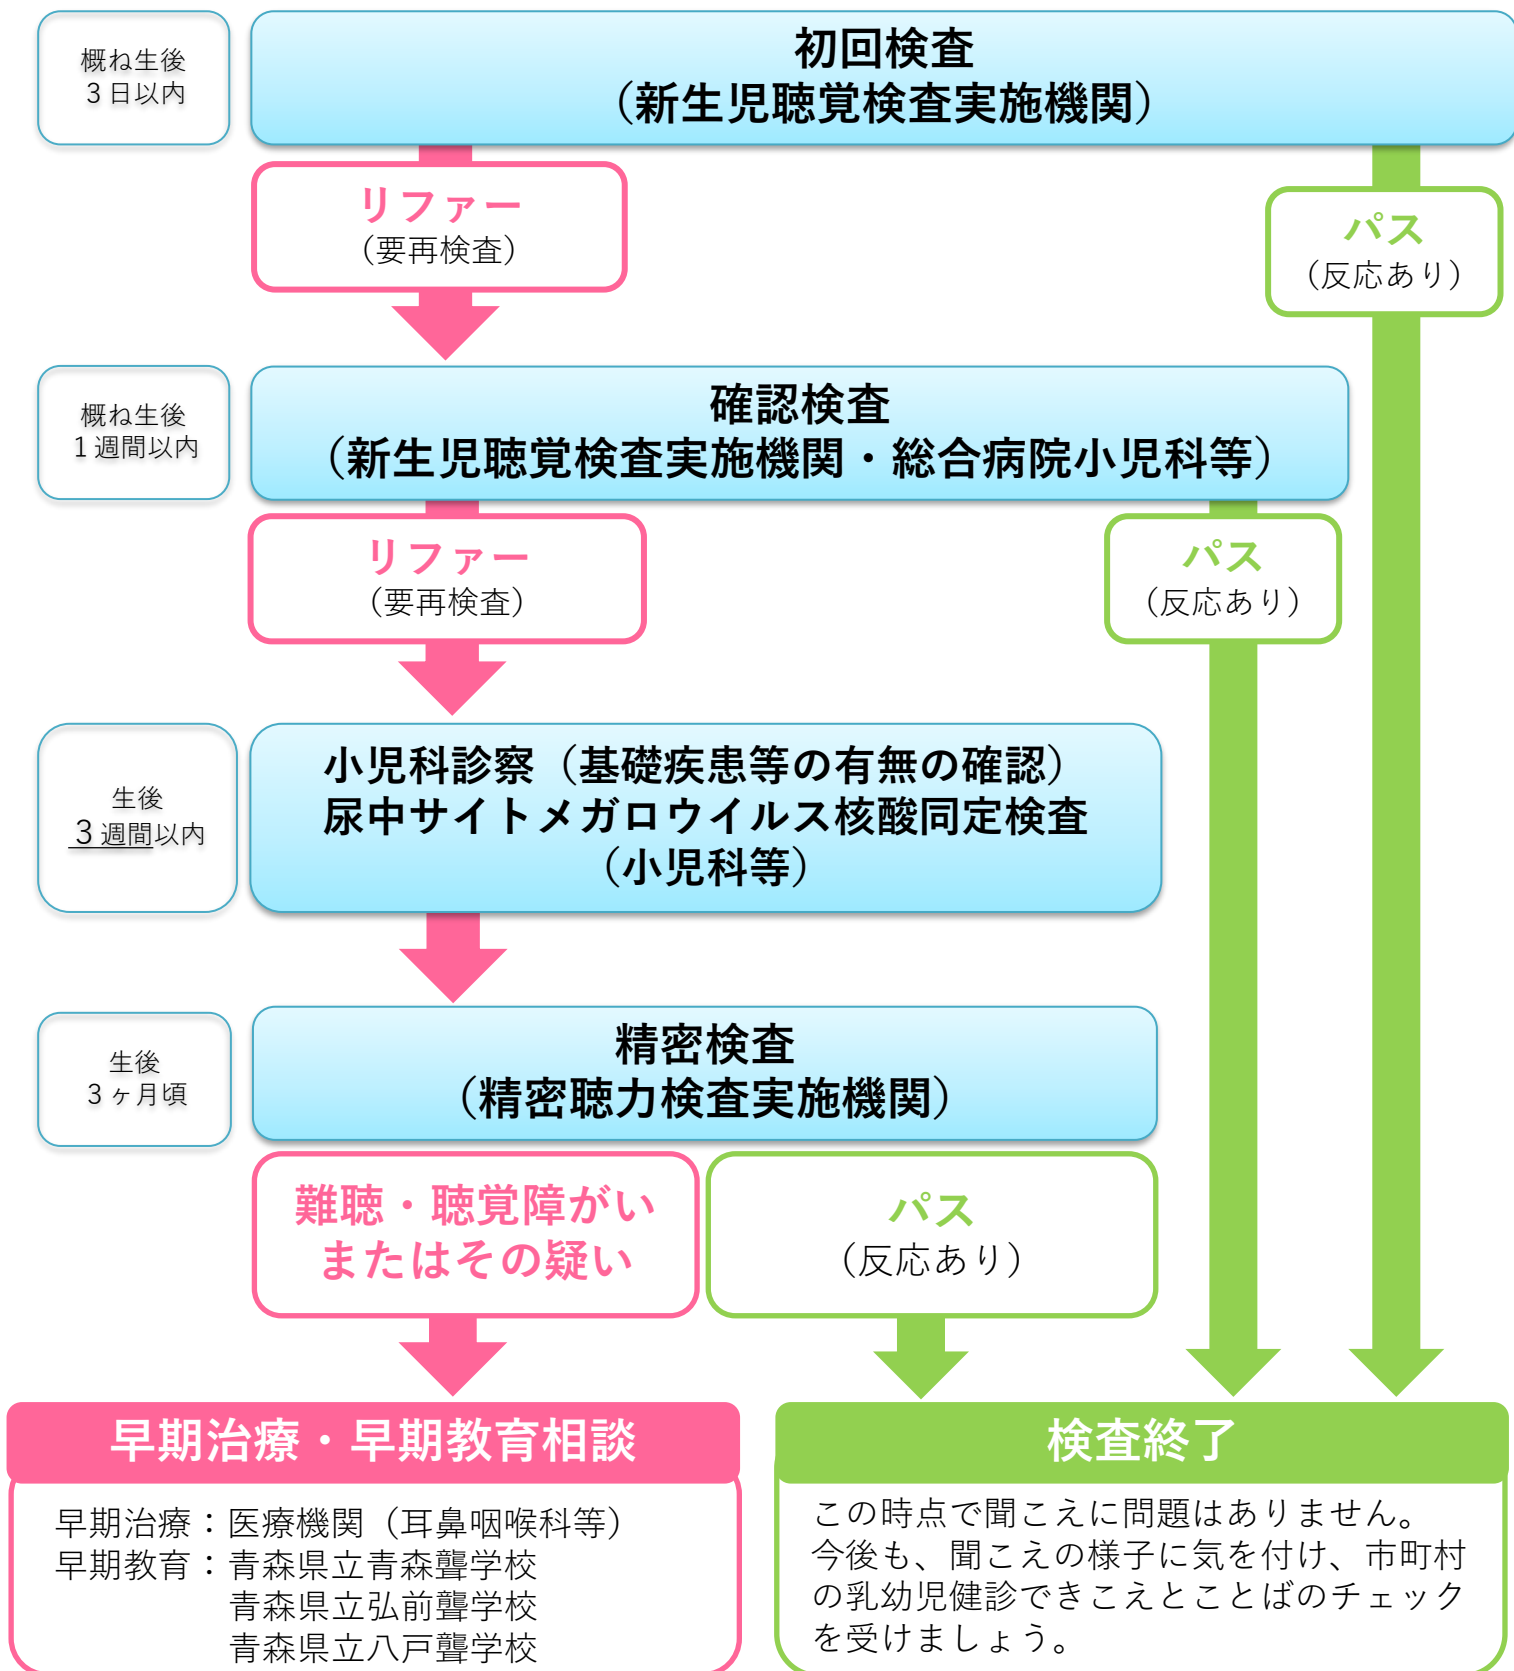 概ね生後
3日以内
初回検査
（新生児聴覚検査実施機関）
リファー
（要再検査）
パス
（反応あり）
概ね生後
1週間以内
確認検査
（新生児聴覚検査実施機関・総合病院小児科等）
リファー
（要再検査）
パス
（反応あり）
生後
3週間以内
小児科診察（基礎疾患等の有無の確認）
尿中サイトメガロウイルス核酸同定検査
（小児科等）
生後
3ヶ月頃
精密検査
（精密聴力検査実施機関）
難聴・聴覚障がい
またはその疑い
パス
（反応あり）
早期治療・早期教育相談
早期治療：医療機関（耳鼻咽喉科等）
早期教育：青森県立青森聾学校
青森県立弘前聾学校
青森県立八戸聾学校
検査終了
この時点で聞こえに問題はありません。
今後も、聞こえの様子に気を付け、市町村
の乳幼児健診できこえとことばのチェック
を受けましょう。